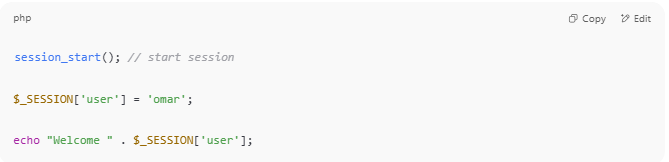 php Copy Edit
session_start(); // start session
$_SESSION['user'] = 'omar';
echo "Welcome " . $_SESSION['user'];